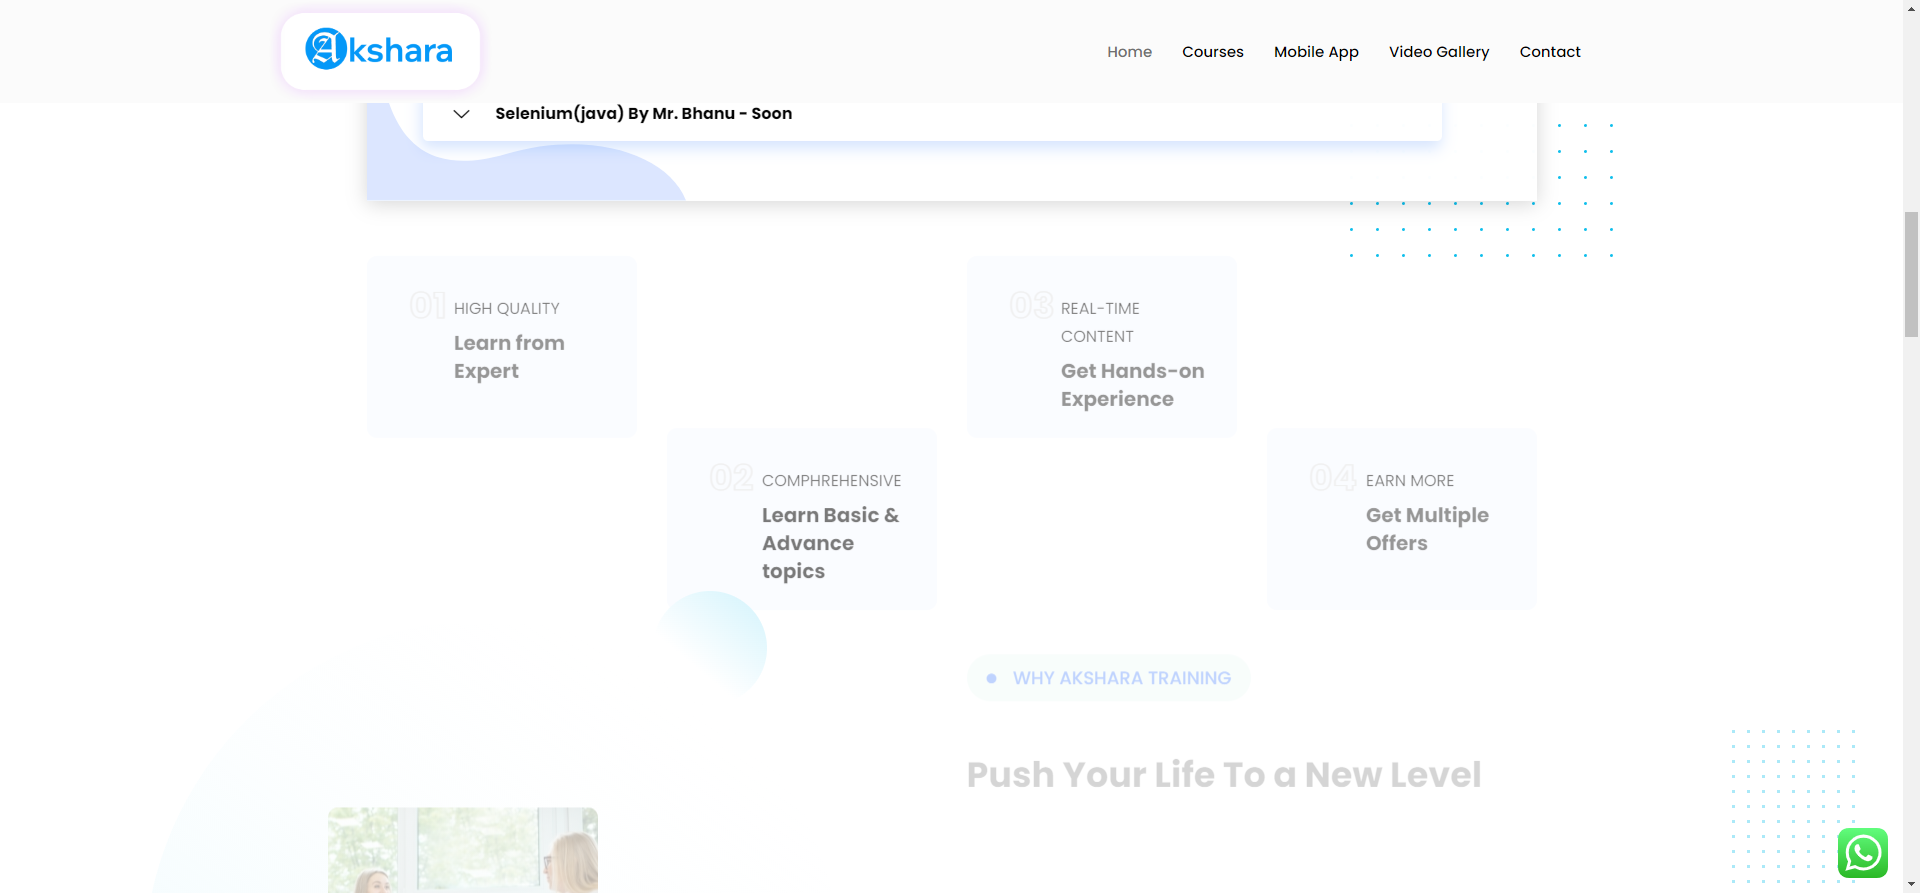 Akshara
Home
Courses
Mobile App
Video Gallery
Contact
Selenium(java) By Mr. Bhanu - Soon
01
HIGH QUALITY
Learn from
Expert
03
REAL-TIME
CONTENT
Get Hands-on
Experience
02
COMPHREHENSIVE
Learn Basic &
Advance
topics
04
EARN MORE
Get Multiple
Offers
WHY AKSHARA TRAINING
Push Your Life To a New Level